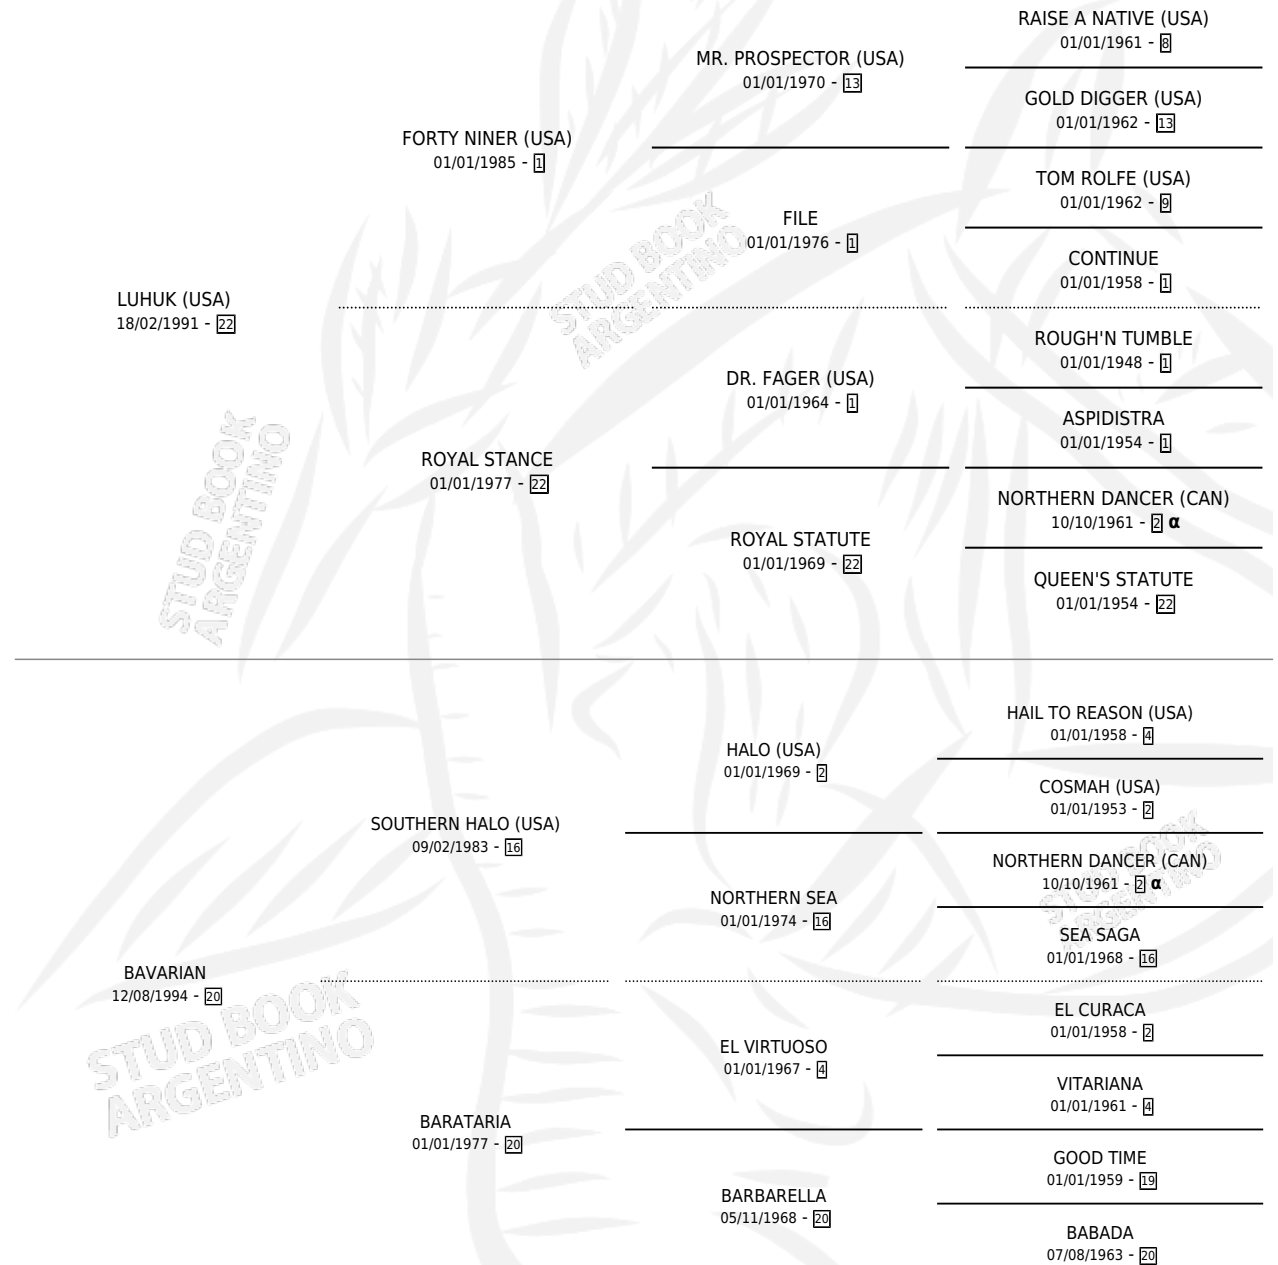 RAISE A NATIVE (USA)
01/01/1961 - 8
MR. PROSPECTOR (USA)
01/01/1970 - 13
GOLD DIGGER (USA)
01/01/1962 - 13
FORTY NINER (USA)
01/01/1985 - 1
TOM ROLFE (USA)
01/01/1962 - 9
FILE
01/01/1976 - 1
CONTINUE
01/01/1958 - 1
LUHUK (USA)
18/02/1991 - 22
ROUGH'N TUMBLE
01/01/1948 - 1
DR. FAGER (USA)
01/01/1964 - 1
ASPIDISTRA
01/01/1954 - 1
ROYAL STANCE
01/01/1977 - 22
NORTHERN DANCER (CAN)
10/10/1961 - 2 α
ROYAL STATUTE
01/01/1969 - 22
QUEEN'S STATUTE
01/01/1954 - 22
HAIL TO REASON (USA)
01/01/1958 - 4
HALO (USA)
01/01/1969 - 2
COSMAH (USA)
01/01/1953 - 2
SOUTHERN HALO (USA)
09/02/1983 - 16
NORTHERN DANCER (CAN)
10/10/1961 - 2 α
NORTHERN SEA
01/01/1974 - 16
SEA SAGA
01/01/1968 - 16
BAVARIAN
12/08/1994 - 20
EL CURACA
01/01/1958 - 2
EL VIRTUOSO
01/01/1967 - 4
VITARIANA
01/01/1961 - 4
BARATARIA
01/01/1977 - 20
GOOD TIME
01/01/1959 - 19
BARBARELLA
05/11/1968 - 20
BABADA
07/08/1963 - 20
STUD BOOK
ARGENTINO
STUD BOOK
ARGENTINO
STUD BOOK
ARGENTINO
STUD BOOK
ARGENTINO